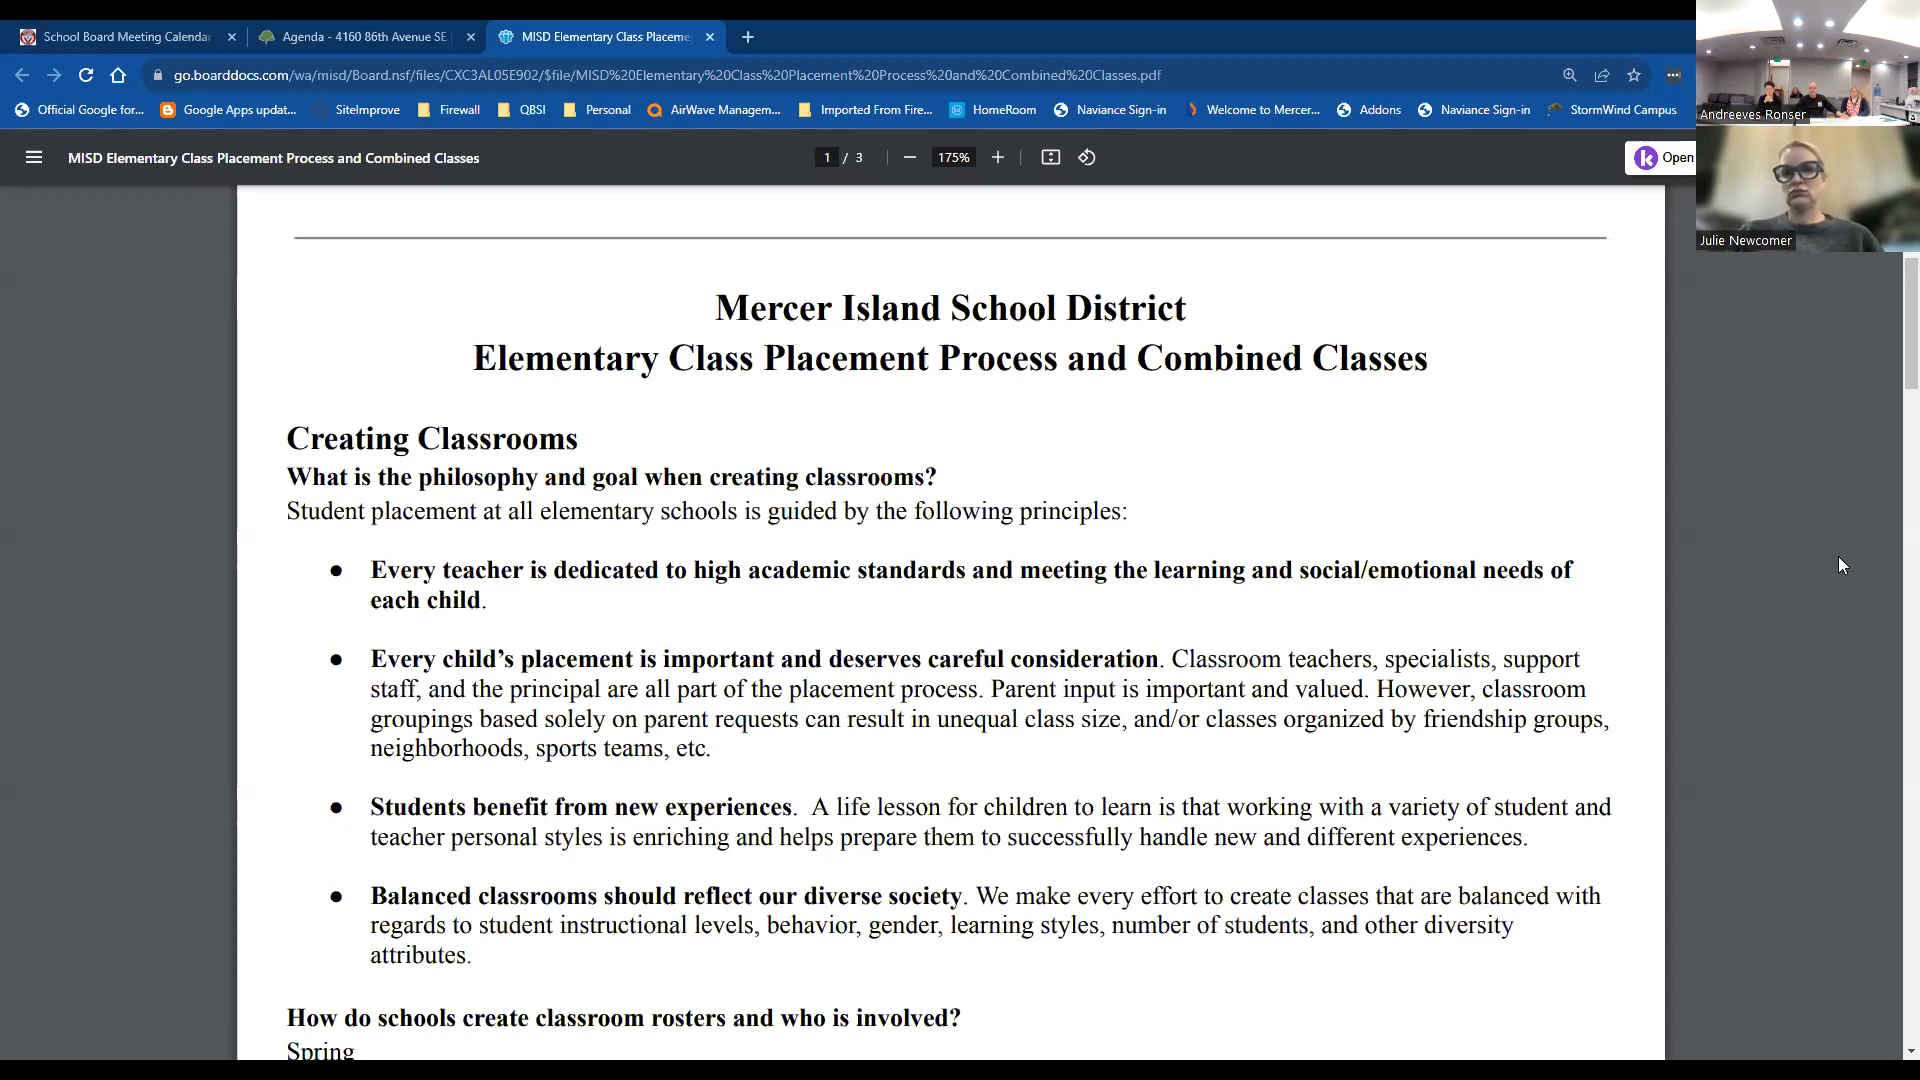 School Board Meeting Calendar
Agenda - 4160 86th Avenue SE
MISD Elementary Class Placeme
go.boarddocs.com/wa/misd/Board.nsf/files/CXC3AL05E902/$file/MISD%20Elementary%20Class%20Placement%20Process%20and%20Combined%20Classes.pdf
Official Google for... Google Apps updat... SiteImprove Firewall QBSI Personal AirWave Managem... Imported From Fire... HomeRoom Naviance Sign-in Welcome to Mercer... Addons Naviance Sign-in StormWind Campus
MISD Elementary Class Placement Process and Combined Classes
1 / 3
175%
k Open
Andreeves Ronser
Julie Newcomer
Mercer Island School District
Elementary Class Placement Process and Combined Classes
Creating Classrooms
What is the philosophy and goal when creating classrooms?
Student placement at all elementary schools is guided by the following principles:
● Every teacher is dedicated to high academic standards and meeting the learning and social/emotional needs of
each child.
● Every child’s placement is important and deserves careful consideration. Classroom teachers, specialists, support
staff, and the principal are all part of the placement process. Parent input is important and valued. However, classroom
groupings based solely on parent requests can result in unequal class size, and/or classes organized by friendship groups,
neighborhoods, sports teams, etc.
● Students benefit from new experiences.  A life lesson for children to learn is that working with a variety of student and
teacher personal styles is enriching and helps prepare them to successfully handle new and different experiences.
● Balanced classrooms should reflect our diverse society. We make every effort to create classes that are balanced with
regards to student instructional levels, behavior, gender, learning styles, number of students, and other diversity
attributes.
How do schools create classroom rosters and who is involved?
Spring